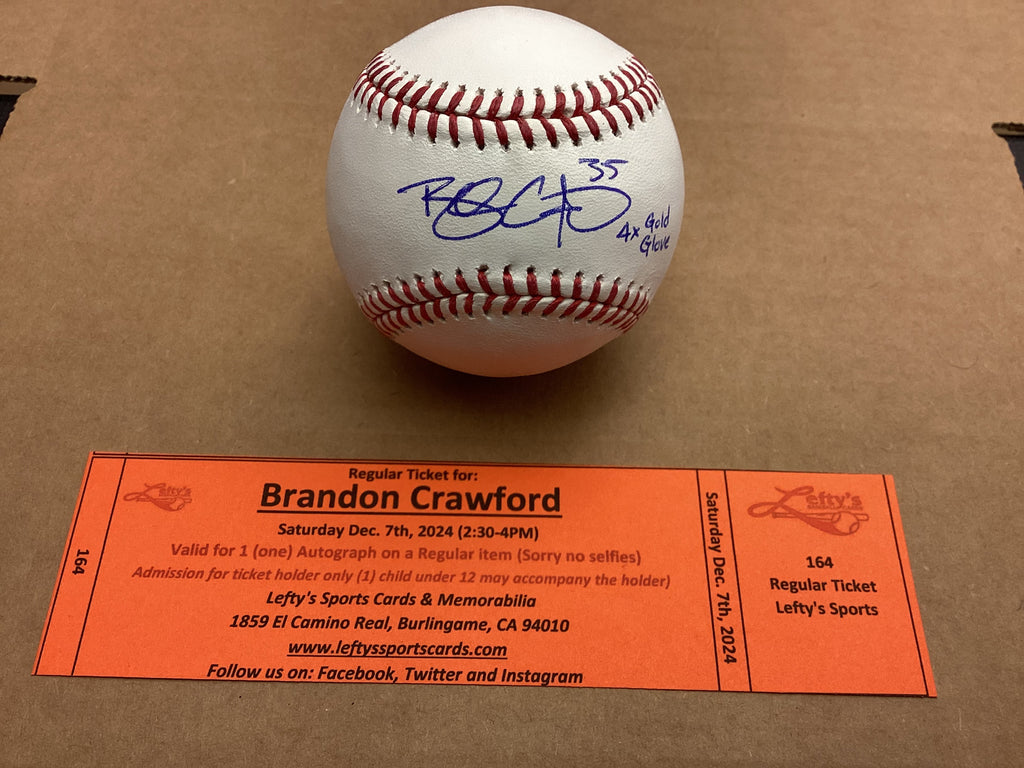 35
B Crawford
4x Gold
Glove
Lefty's
164
Regular Ticket for:
Brandon Crawford
Saturday Dec. 7th, 2024 (2:30-4PM)
Valid for 1 (one) Autograph on a Regular item (Sorry no selfies)
Admission for ticket holder only (1) child under 12 may accompany the holder)
Lefty's Sports Cards & Memorabilia
1859 El Camino Real, Burlingame, CA 94010
www.leftyssportscards.com
Follow us on: Facebook, Twitter and Instagram
Saturday Dec. 7th, 2024
Lefty's
164
Regular Ticket
Lefty's Sports